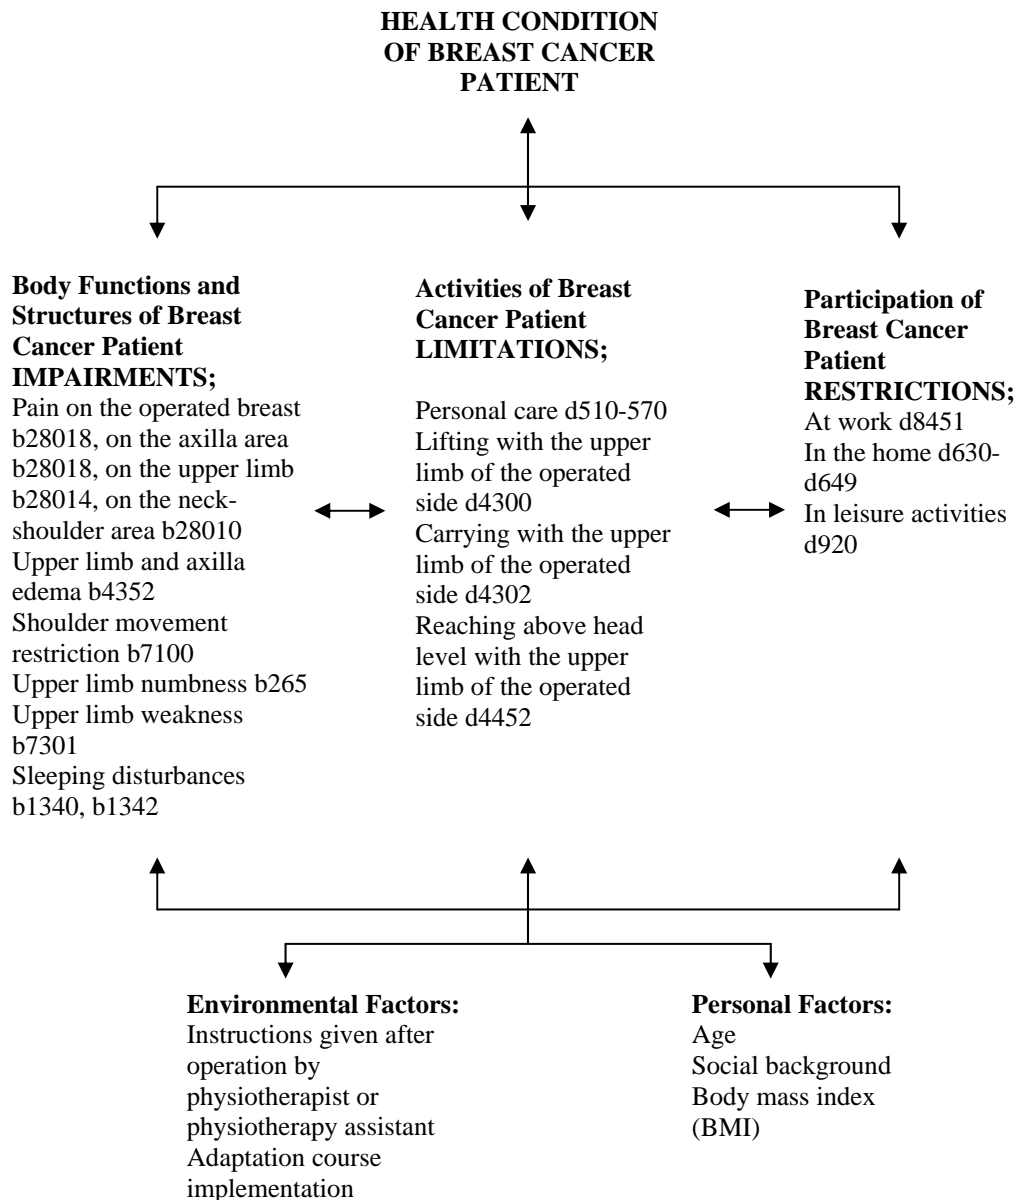 HEALTH CONDITION
OF BREAST CANCER
PATIENT
Body Functions and
Structures of Breast
Cancer Patient
IMPAIRMENTS;
Pain on the operated breast
b28018, on the axilla area
b28018, on the upper limb
b28014, on the neck-
shoulder area b28010
Upper limb and axilla
edema b4352
Shoulder movement
restriction b7100
Upper limb numbness b265
Upper limb weakness
b7301
Sleeping disturbances
b1340, b1342
Activities of Breast
Cancer Patient
LIMITATIONS;
Personal care d510-570
Lifting with the upper
limb of the operated
side d4300
Carrying with the upper
limb of the operated
side d4302
Reaching above head
level with the upper
limb of the operated
side d4452
Participation of
Breast Cancer
Patient
RESTRICTIONS;
At work d8451
In the home d630-
d649
In leisure activities
d920
Environmental Factors:
Instructions given after
operation by
physiotherapist or
physiotherapy assistant
Adaptation course
implementation
Personal Factors:
Age
Social background
Body mass index
(BMI)